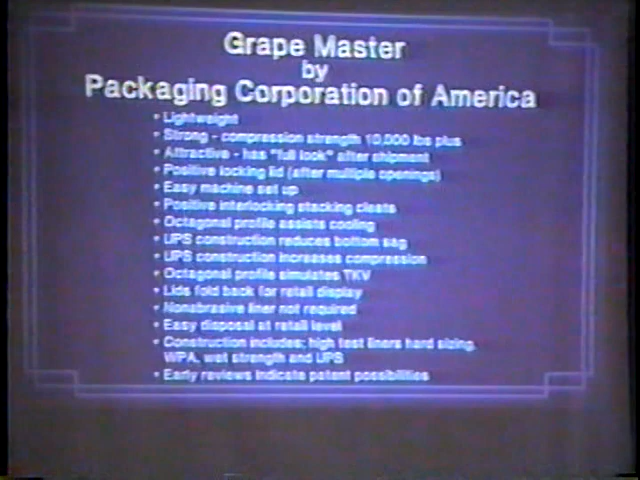 Grape Master
by
Packaging Corporation of America
• Lightweight
• Strong - compression strength 10,000 lbs plus
• Attractive - has "full look" after shipment
• Positive locking lid (after multiple openings)
• Easy machine set up
• Positive interlocking stacking cleats
• Octagonal profile assists cooling
• UPS construction reduces bottom sag
• UPS construction increases compression
• Octagonal profile simulates TKV
• Lids fold back for retail display
• Nonabrasive liner not required
• Easy disposal at retail level
• Construction includes; high test liners hard sizing,
WPA, wet strength and UPS
• Early reviews indicate patent possibilities